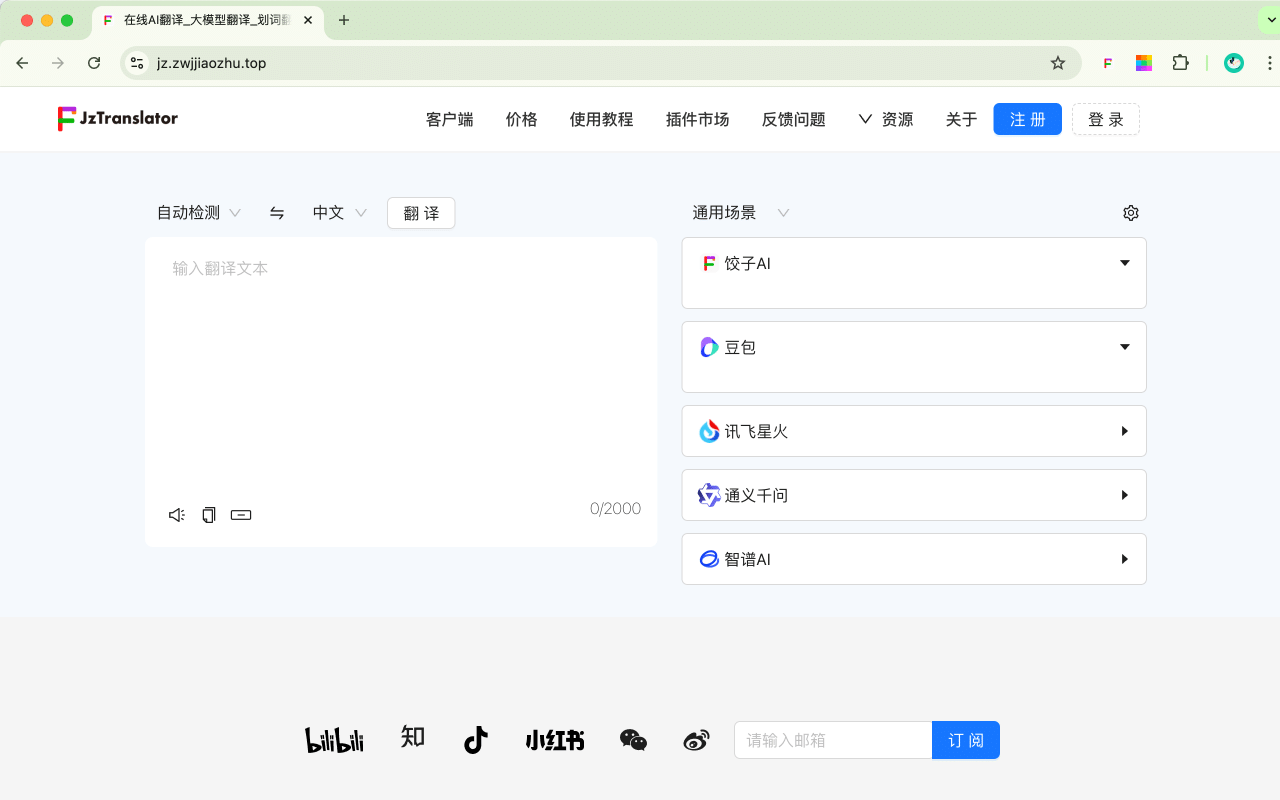 在线AI翻译_大模型翻译_划词翻
jz.zwjjiaozhu.top
JzTranslator
客户端 价格 使用教程 插件市场 反馈问题 资源 关于 注 册 登 录
自动检测 中文 翻 译 通用场景
输入翻译文本
0/2000
饺子AI
豆包
讯飞星火
通义千问
智谱AI
bilibili 知 小红书 请输入邮箱 订 阅